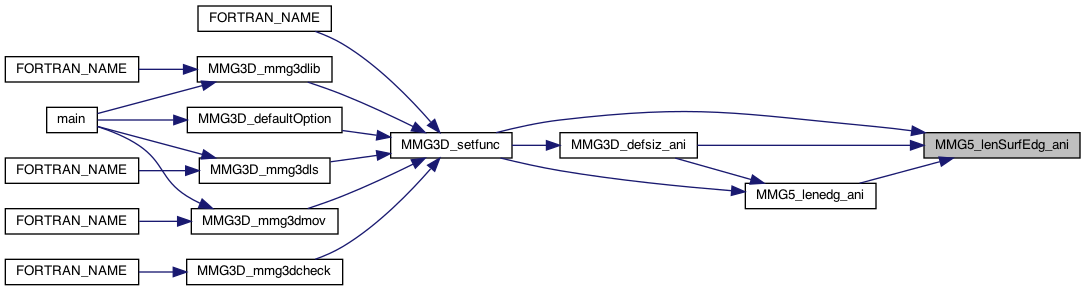 FORTRAN_NAME
FORTRAN_NAME
MMG3D_mmg3dlib
main
MMG3D_defaultOption
MMG3D_setfunc
MMG3D_defsiz_ani
MMG5_lenSurfEdg_ani
FORTRAN_NAME
MMG3D_mmg3dls
MMG5_lenedg_ani
FORTRAN_NAME
MMG3D_mmg3dmov
FORTRAN_NAME
MMG3D_mmg3dcheck